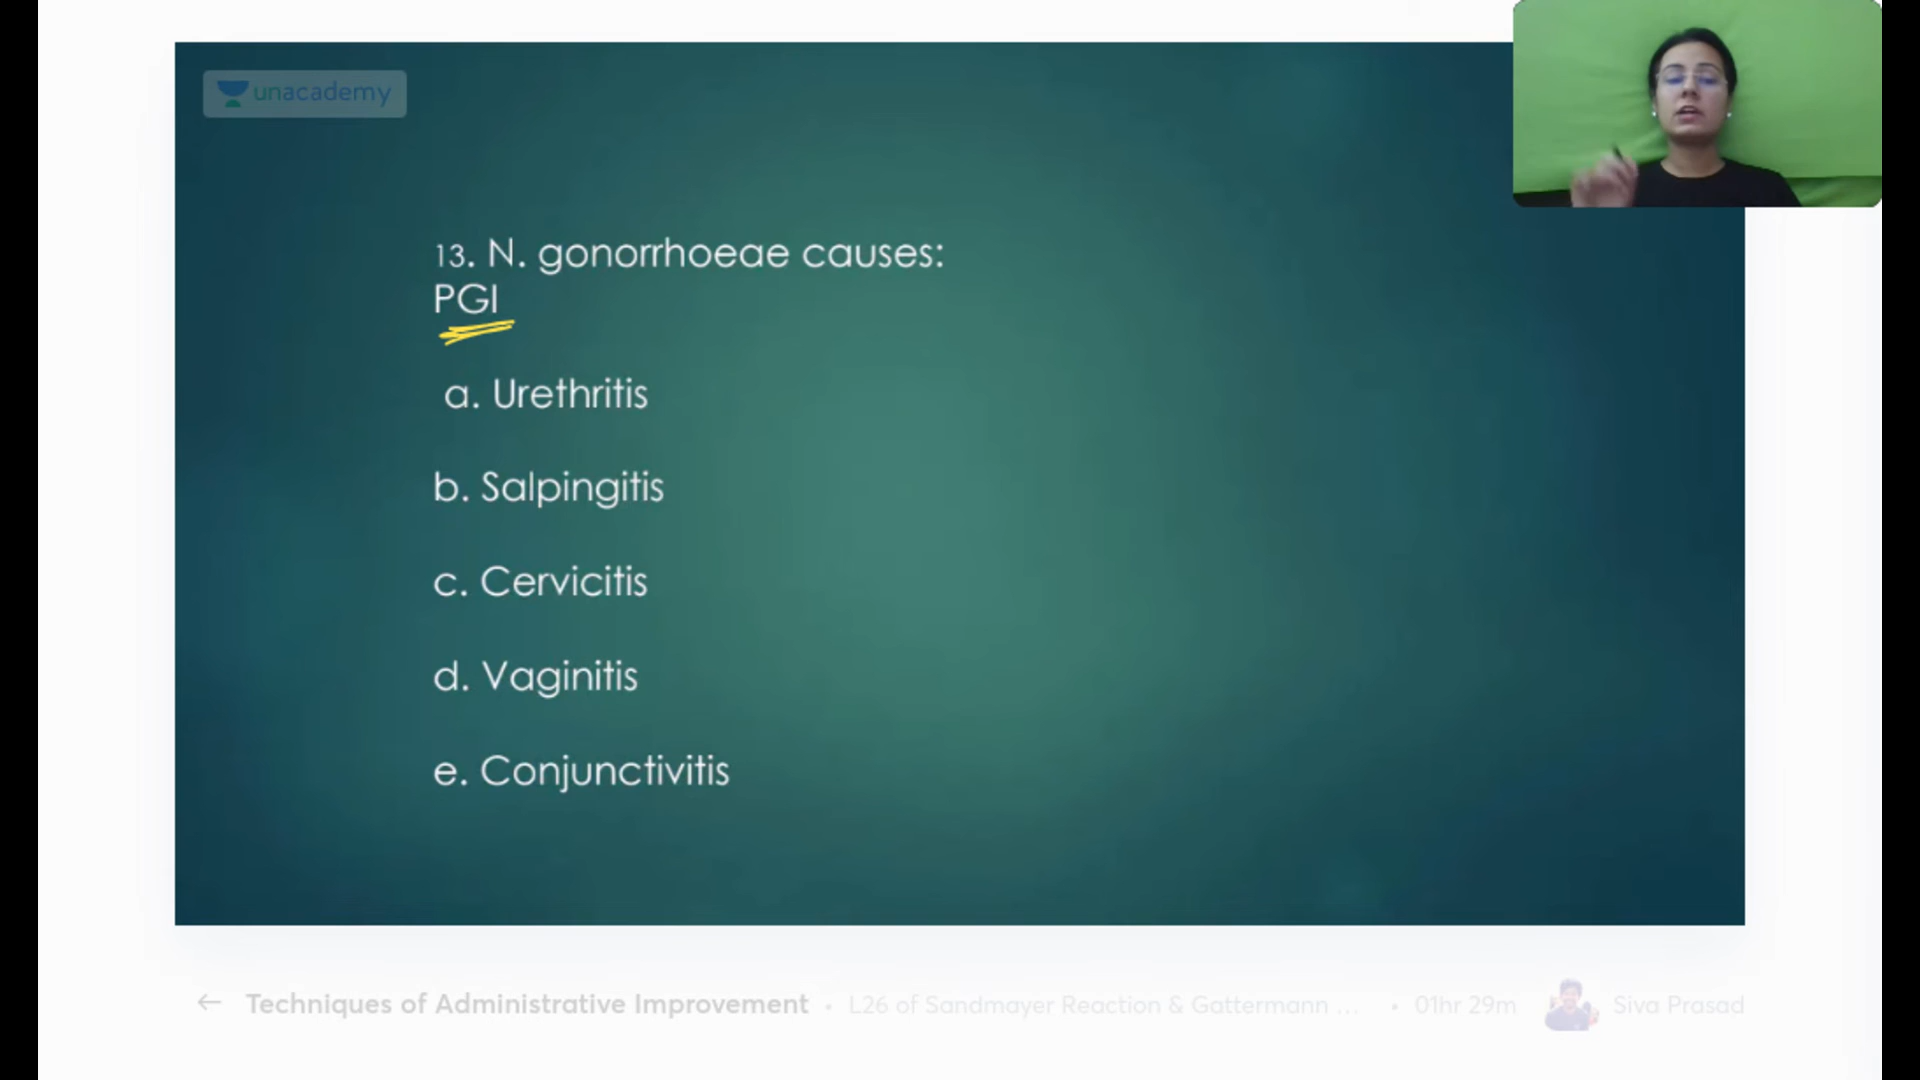 unacademy
13. N. gonorrhoeae causes:
PGI
a. Urethritis
b. Salpingitis
c. Cervicitis
d. Vaginitis
e. Conjunctivitis
Techniques of Administrative Improvement • L26 of Sandmayer Reaction & Gattermann ... • 01hr 29m Siva Prasad